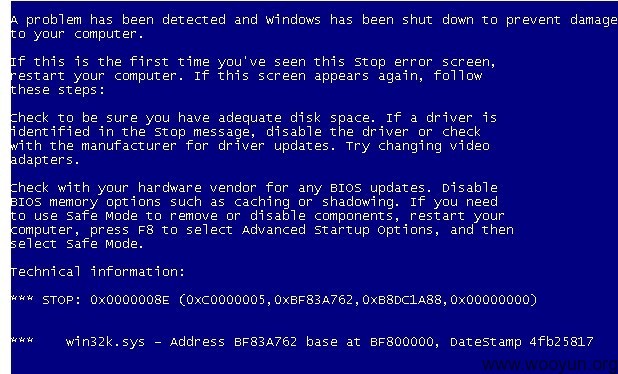 A problem has been detected and Windows has been shut down to prevent damage
to your computer.
If this is the first time you've seen this Stop error screen,
restart your computer. If this screen appears again, follow
these steps:
Check to be sure you have adequate disk space. If a driver is
identified in the Stop message, disable the driver or check
with the manufacturer for driver updates. Try changing video
adapters.
Check with your hardware vendor for any BIOS updates. Disable
BIOS memory options such as caching or shadowing. If you need
to use Safe Mode to remove or disable components, restart your
computer, press F8 to select Advanced Startup Options, and then
select Safe Mode.
Technical information:
*** STOP: 0x0000008E (0xC0000005,0xBF83A762,0xB8DC1A88,0x00000000)
***    win32k.sys - Address BF83A762 base at BF800000, DateStamp 4fb25817
www.wooyun.org